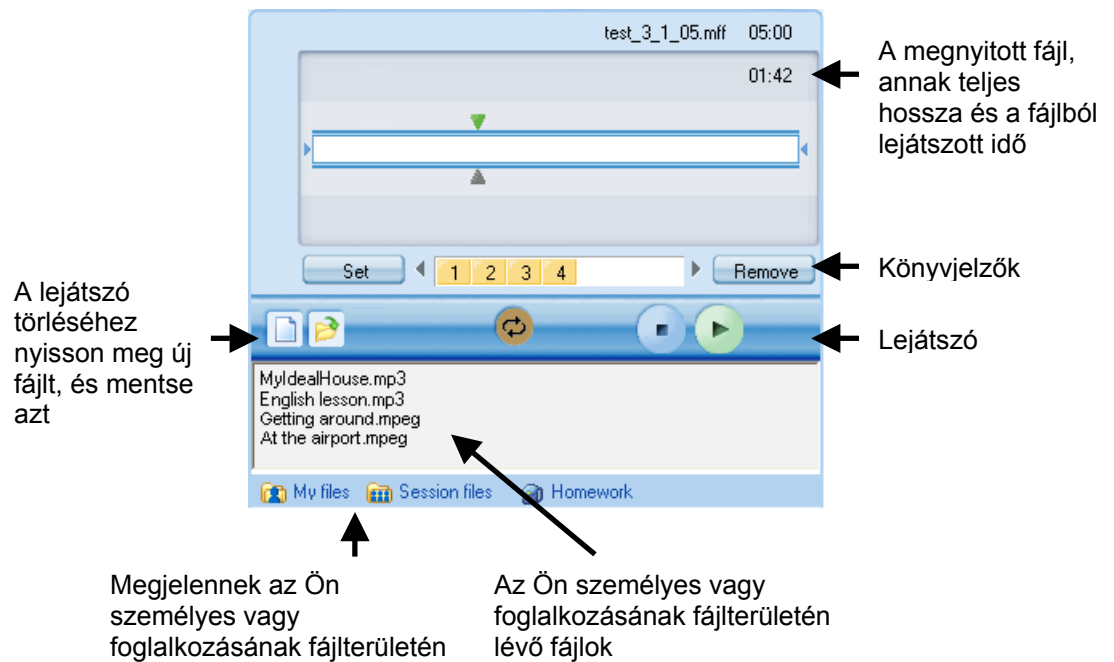 test_3_1_05.mff 05:00
01:42
A megnyitott fájl,
annak teljes
hossza és a fájlból
lejátszott idő
Set 1 2 3 4 Remove
Könyvjelzők
A lejátszó
törléséhez
nyisson meg új
fájlt, és mentse
azt
Lejátszó
MyIdealHouse.mp3
English lesson.mp3
Getting around.mpeg
At the airport.mpeg
My files Session files Homework
Megjelennek az Ön
személyes vagy
foglalkozásának fájlterületén
Az Ön személyes vagy
foglalkozásának fájlterületén
lévő fájlok